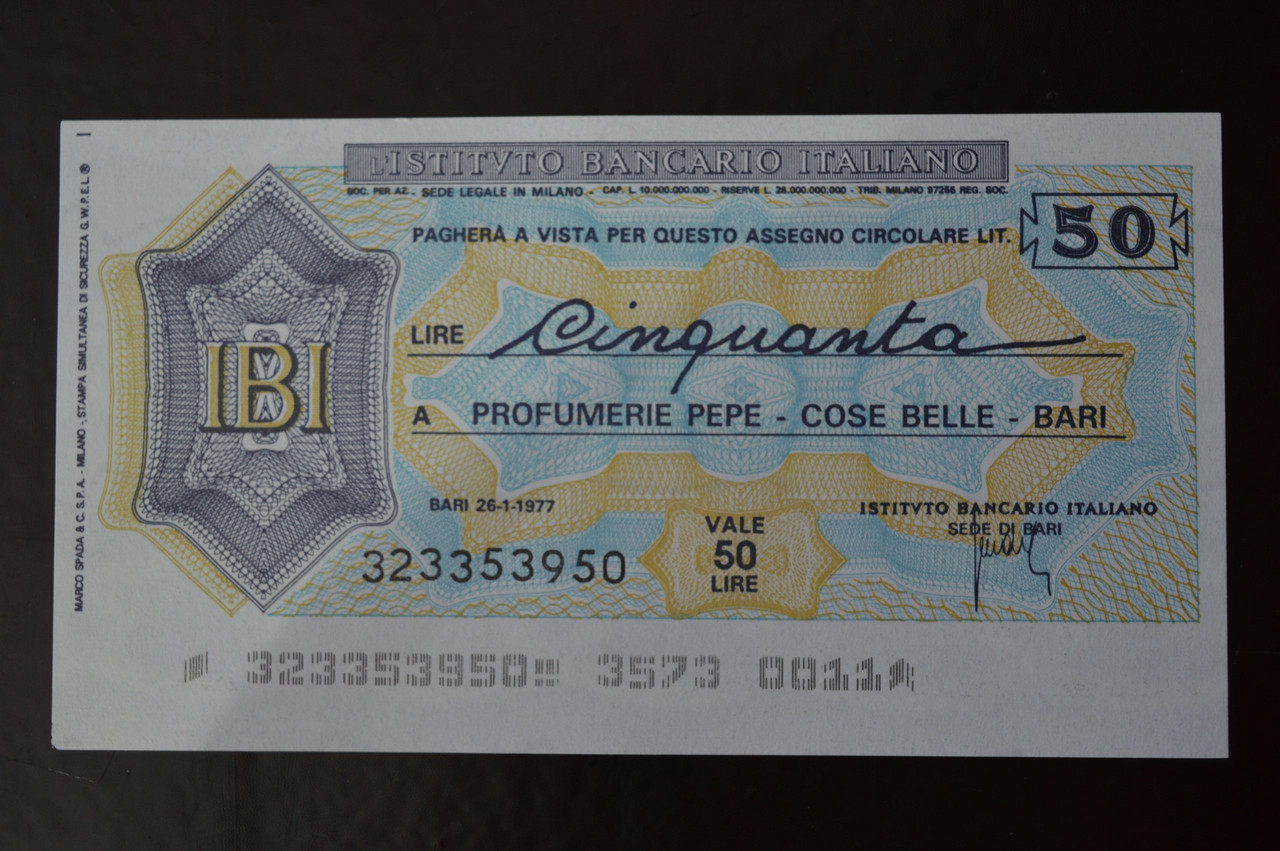 L'ISTITVTO BANCARIO ITALIANO
SOC. PER AZ. - SEDE LEGALE IN MILANO - CAP. L. 10.000.000.000 - RISERVE L. 28.000.000.000 - TRIB. MILANO 97256 REG. SOC.
PAGHERÀ A VISTA PER QUESTO ASSEGNO CIRCOLARE LIT. 50
LIRE Cinquanta
A PROFUMERIE PEPE - COSE BELLE - BARI
IBI
BARI 26-1-1977
ISTITVTO BANCARIO ITALIANO
SEDE DI BARI
323353950
VALE
50
LIRE
323353950 3573 0011
MARCO SPADA & C. S.P.A. - MILANO - STAMPA SIMULTANEA DI SICUREZZA G.W.P.E.L.® I